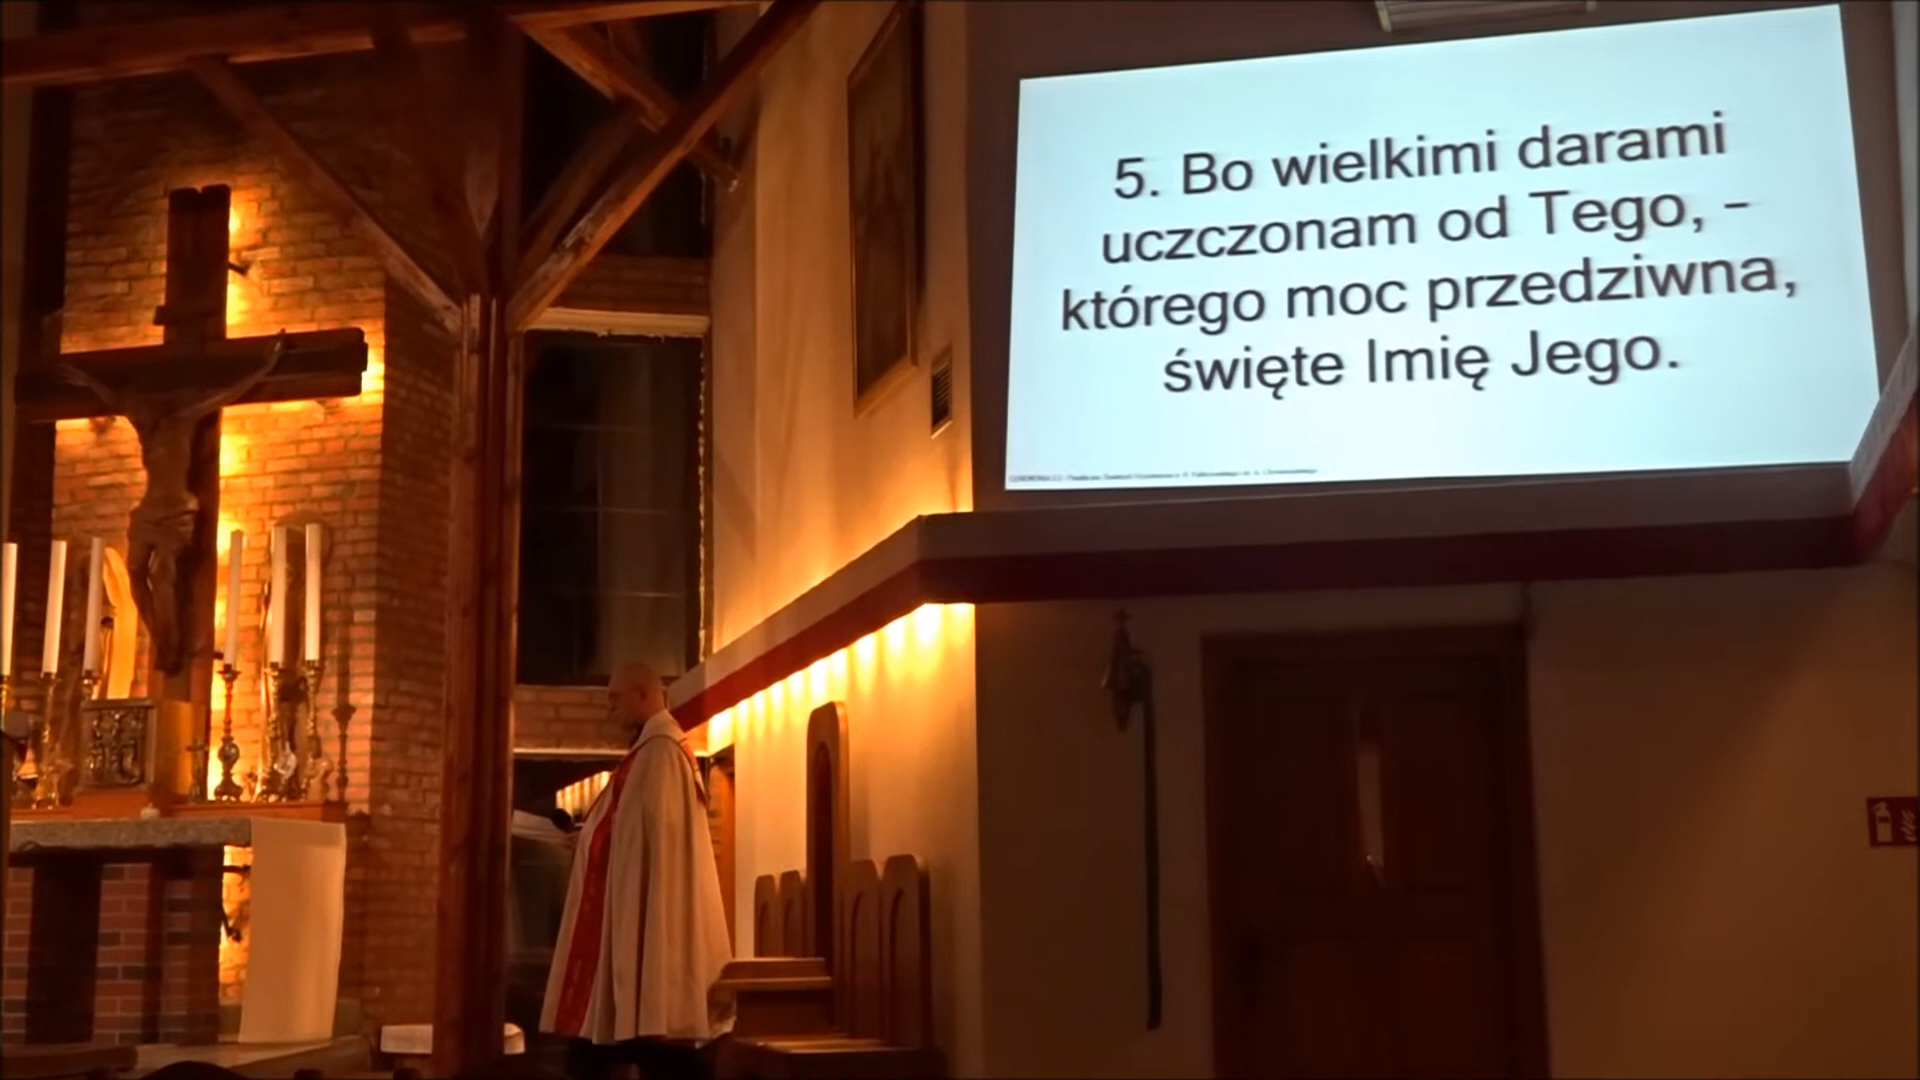 5. Bo wielkimi darami
uczczonam od Tego, -
którego moc przedziwna,
święte Imię Jego.